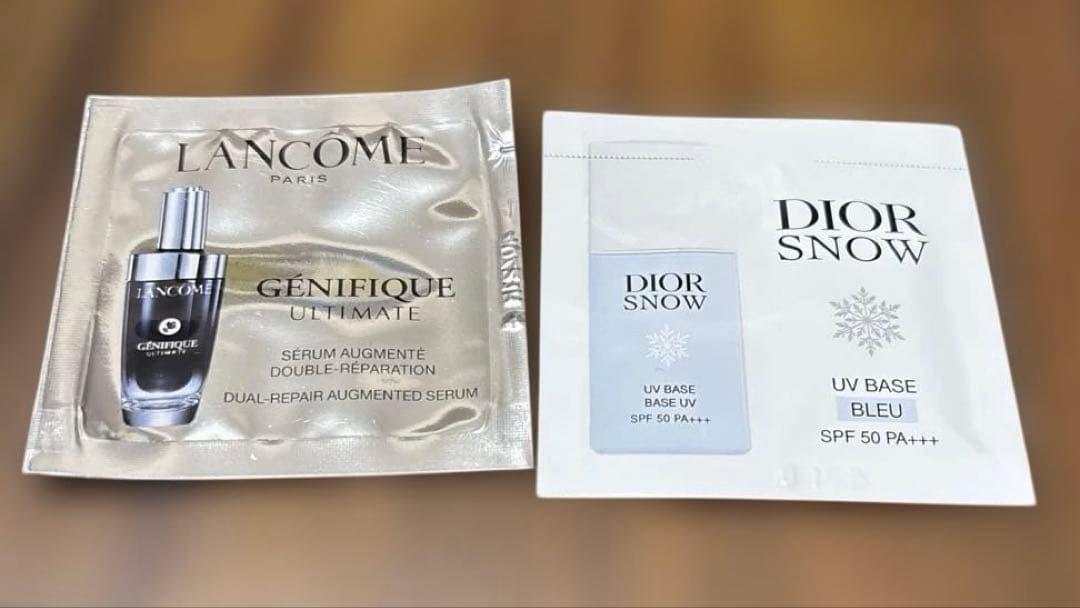 LANCÔME
PARIS
LANCÔME
GÉNIFIQUE
ULTIMATE
GÉNIFIQUE
ULTIMATE
SÉRUM AUGMENTÉ
DOUBLE-RÉPARATION
DUAL-REPAIR AUGMENTED SERUM
DIOR
SNOW
UV BASE
BASE UV
SPF 50 PA+++
DIOR
SNOW
UV BASE
BLEU
SPF 50 PA+++